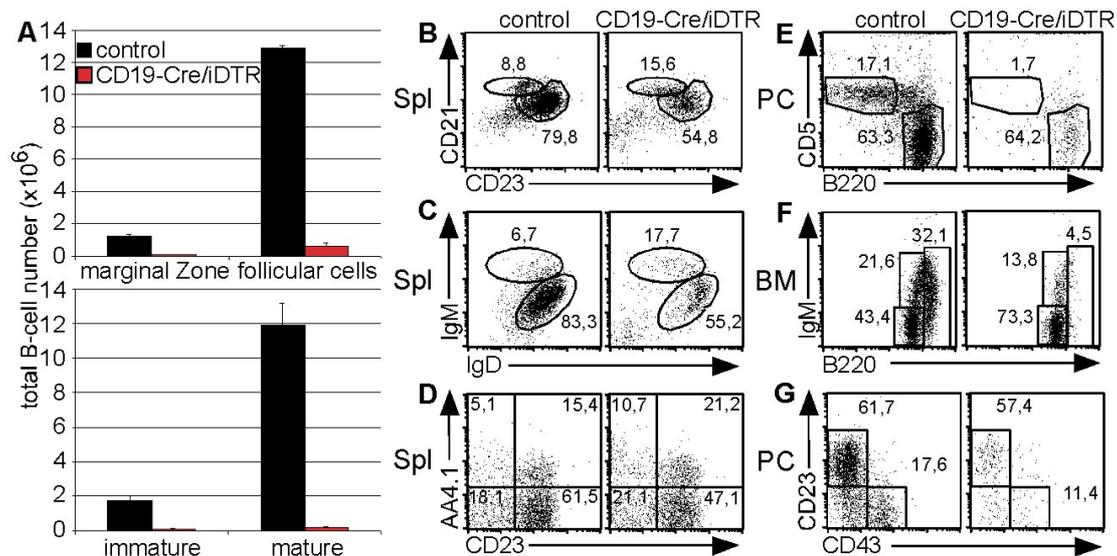 A
total B-cell number (x10⁶)
14
12
10
8
6
4
2
0
control
CD19-Cre/iDTR
marginal Zone follicular cells
14
12
10
8
6
4
2
0
immature mature
B
control CD19-Cre/iDTR
Spl
CD21
8,8
79,8
15,6
54,8
CD23
C
Spl
IgM
6,7
83,3
17,7
55,2
IgD
D
Spl
AA4.1
5,1 15,4
18,1 61,5
10,7 21,2
21,1 47,1
CD23
E
control CD19-Cre/iDTR
PC
CD5
17,1
63,3
1,7
64,2
B220
F
BM
IgM
32,1
21,6
43,4
4,5
13,8
73,3
B220
G
PC
CD23
61,7
17,6
57,4
11,4
CD43